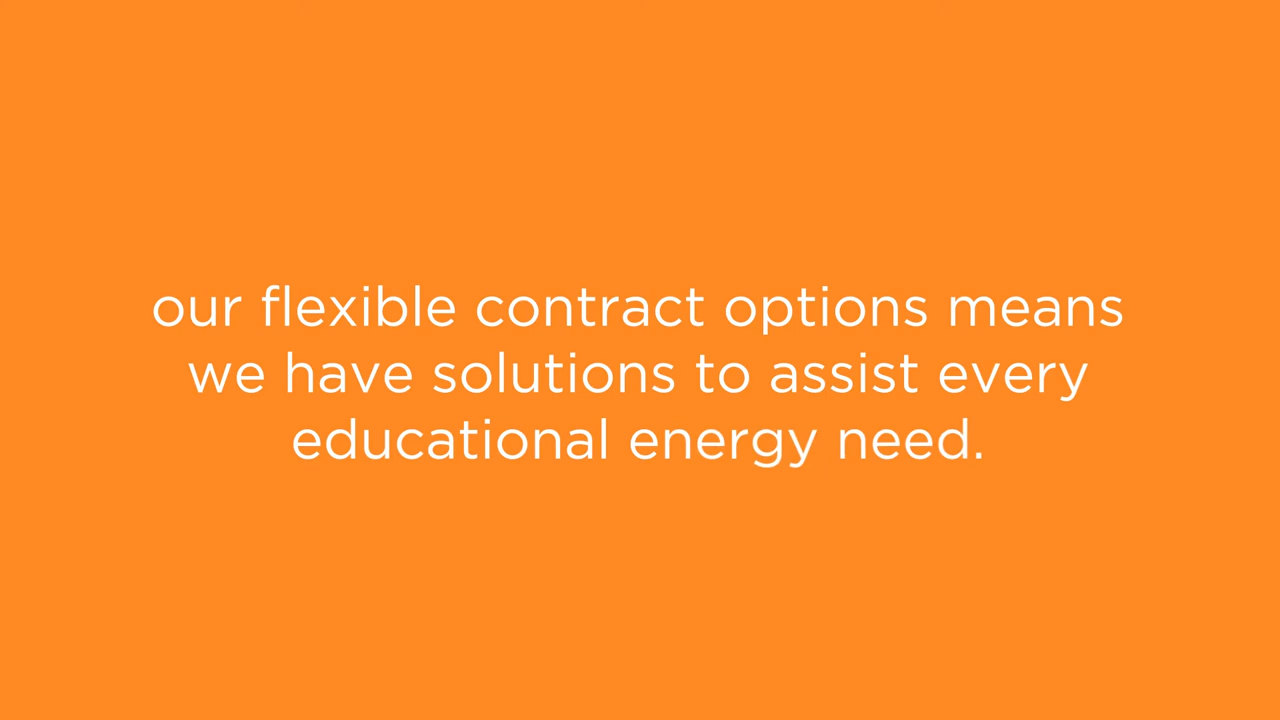 our flexible contract options means
we have solutions to assist every
educational energy need.